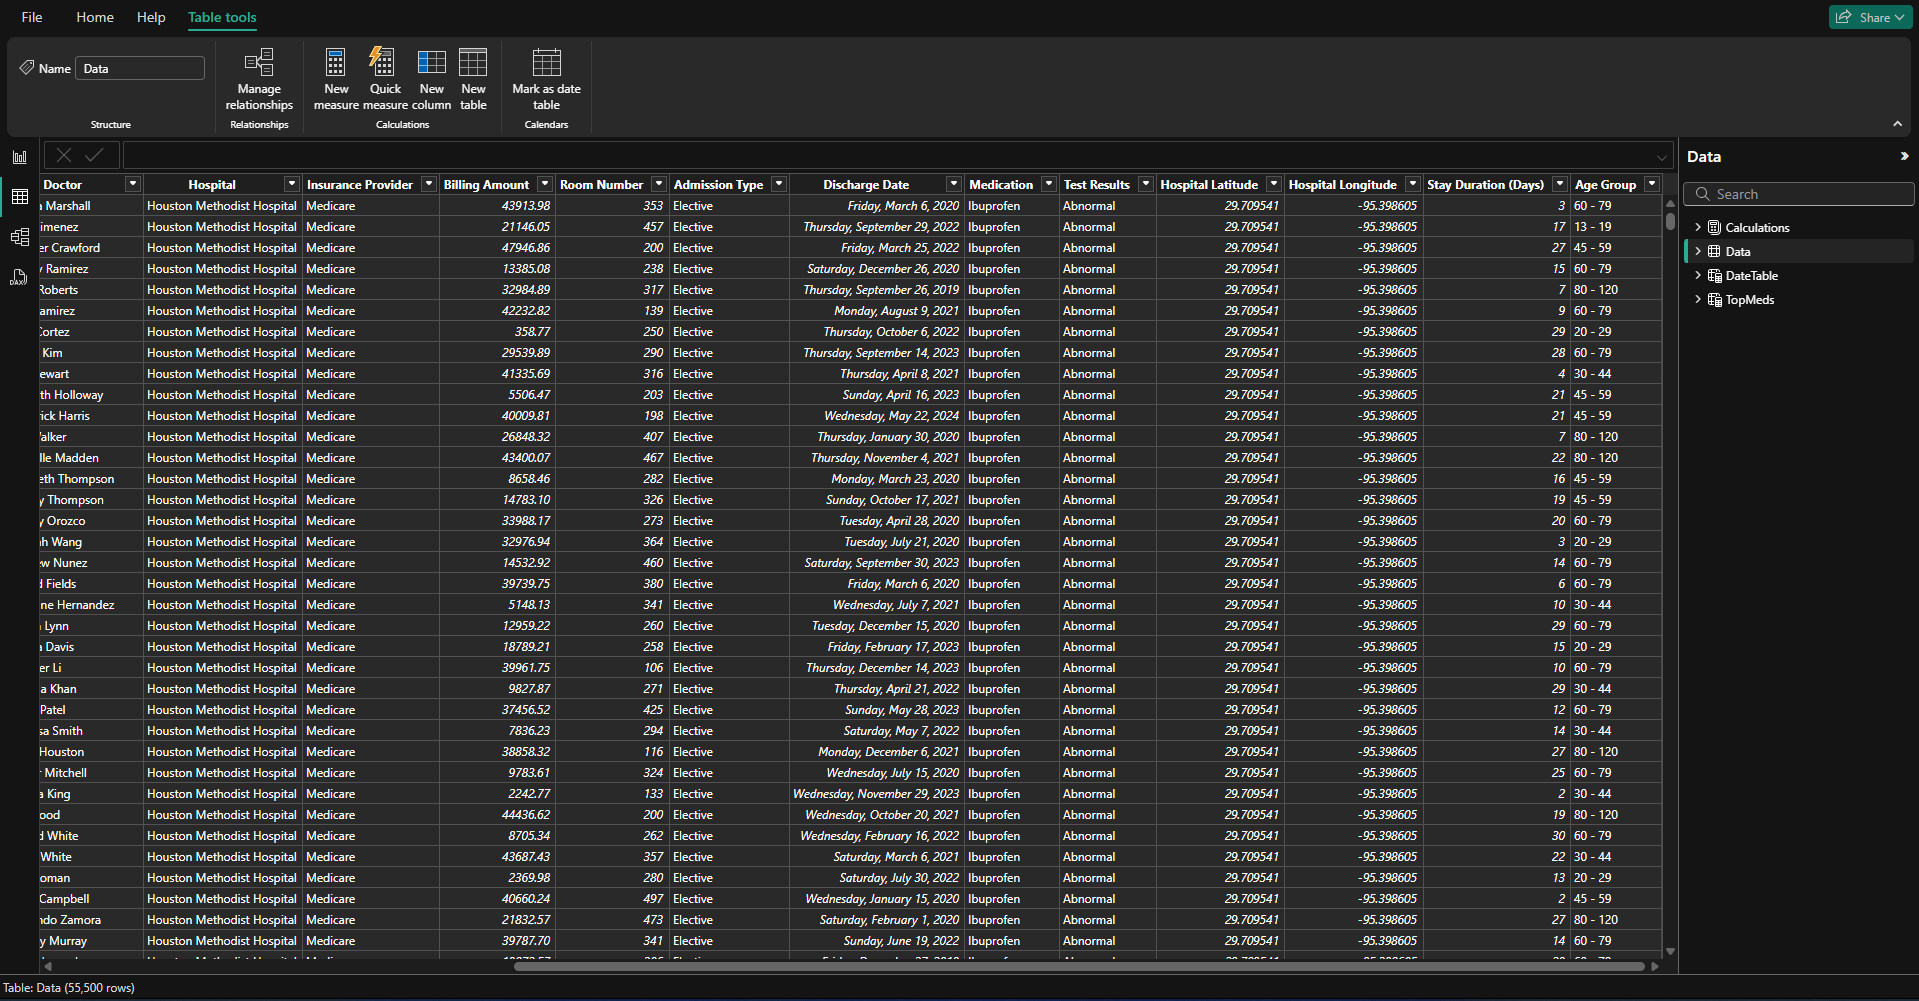 File Home Help Table tools Share
Name Data
Manage relationships
New measure
Quick measure
New column
New table
Mark as date table
Structure Relationships Calculations Calendars
Data
Search
Calculations
Data
DateTable
TopMeds
Doctor Hospital Insurance Provider Billing Amount Room Number Admission Type Discharge Date Medication Test Results Hospital Latitude Hospital Longitude Stay Duration (Days) Age Group
Marshall Houston Methodist Hospital Medicare 43913.98 353 Elective Friday, March 6, 2020 Ibuprofen Abnormal 29.709541 -95.398605 3 60 - 79
imenez Houston Methodist Hospital Medicare 21146.05 457 Elective Thursday, September 29, 2022 Ibuprofen Abnormal 29.709541 -95.398605 17 13 - 19
er Crawford Houston Methodist Hospital Medicare 47946.86 200 Elective Friday, March 25, 2022 Ibuprofen Abnormal 29.709541 -95.398605 27 45 - 59
y Ramirez Houston Methodist Hospital Medicare 13385.08 238 Elective Saturday, December 26, 2020 Ibuprofen Abnormal 29.709541 -95.398605 15 60 - 79
Roberts Houston Methodist Hospital Medicare 32984.89 317 Elective Thursday, September 26, 2019 Ibuprofen Abnormal 29.709541 -95.398605 7 80 - 120
amirez Houston Methodist Hospital Medicare 42232.82 139 Elective Monday, August 9, 2021 Ibuprofen Abnormal 29.709541 -95.398605 9 60 - 79
Cortez Houston Methodist Hospital Medicare 358.77 250 Elective Thursday, October 6, 2022 Ibuprofen Abnormal 29.709541 -95.398605 29 20 - 29
Kim Houston Methodist Hospital Medicare 29539.89 290 Elective Thursday, September 14, 2023 Ibuprofen Abnormal 29.709541 -95.398605 28 60 - 79
ewart Houston Methodist Hospital Medicare 41335.69 316 Elective Thursday, April 8, 2021 Ibuprofen Abnormal 29.709541 -95.398605 4 30 - 44
th Holloway Houston Methodist Hospital Medicare 5506.47 203 Elective Sunday, April 16, 2023 Ibuprofen Abnormal 29.709541 -95.398605 21 45 - 59
rick Harris Houston Methodist Hospital Medicare 40009.81 198 Elective Wednesday, May 22, 2024 Ibuprofen Abnormal 29.709541 -95.398605 21 45 - 59
alker Houston Methodist Hospital Medicare 26848.32 407 Elective Thursday, January 30, 2020 Ibuprofen Abnormal 29.709541 -95.398605 7 80 - 120
lle Madden Houston Methodist Hospital Medicare 43400.07 467 Elective Thursday, November 4, 2021 Ibuprofen Abnormal 29.709541 -95.398605 22 80 - 120
eth Thompson Houston Methodist Hospital Medicare 8658.46 282 Elective Monday, March 23, 2020 Ibuprofen Abnormal 29.709541 -95.398605 16 45 - 59
y Thompson Houston Methodist Hospital Medicare 14783.10 326 Elective Sunday, October 17, 2021 Ibuprofen Abnormal 29.709541 -95.398605 19 45 - 59
y Orozco Houston Methodist Hospital Medicare 33988.17 273 Elective Tuesday, April 28, 2020 Ibuprofen Abnormal 29.709541 -95.398605 20 60 - 79
ah Wang Houston Methodist Hospital Medicare 32976.94 364 Elective Tuesday, July 21, 2020 Ibuprofen Abnormal 29.709541 -95.398605 3 20 - 29
ew Nunez Houston Methodist Hospital Medicare 14532.92 460 Elective Saturday, September 30, 2023 Ibuprofen Abnormal 29.709541 -95.398605 14 60 - 79
d Fields Houston Methodist Hospital Medicare 39739.75 380 Elective Friday, March 6, 2020 Ibuprofen Abnormal 29.709541 -95.398605 6 60 - 79
ne Hernandez Houston Methodist Hospital Medicare 5148.13 341 Elective Wednesday, July 7, 2021 Ibuprofen Abnormal 29.709541 -95.398605 10 30 - 44
Lynn Houston Methodist Hospital Medicare 12959.22 260 Elective Tuesday, December 15, 2020 Ibuprofen Abnormal 29.709541 -95.398605 29 60 - 79
a Davis Houston Methodist Hospital Medicare 18789.21 258 Elective Friday, February 17, 2023 Ibuprofen Abnormal 29.709541 -95.398605 15 20 - 29
er Li Houston Methodist Hospital Medicare 39961.75 106 Elective Thursday, December 14, 2023 Ibuprofen Abnormal 29.709541 -95.398605 10 60 - 79
a Khan Houston Methodist Hospital Medicare 9827.87 271 Elective Thursday, April 21, 2022 Ibuprofen Abnormal 29.709541 -95.398605 29 30 - 44
Patel Houston Methodist Hospital Medicare 37456.52 425 Elective Sunday, May 28, 2023 Ibuprofen Abnormal 29.709541 -95.398605 12 60 - 79
sa Smith Houston Methodist Hospital Medicare 7836.23 294 Elective Saturday, May 7, 2022 Ibuprofen Abnormal 29.709541 -95.398605 14 30 - 44
Houston Houston Methodist Hospital Medicare 38858.32 116 Elective Monday, December 6, 2021 Ibuprofen Abnormal 29.709541 -95.398605 27 80 - 120
r Mitchell Houston Methodist Hospital Medicare 9783.61 324 Elective Wednesday, July 15, 2020 Ibuprofen Abnormal 29.709541 -95.398605 25 60 - 79
a King Houston Methodist Hospital Medicare 2242.77 133 Elective Wednesday, November 29, 2023 Ibuprofen Abnormal 29.709541 -95.398605 2 30 - 44
ood Houston Methodist Hospital Medicare 44436.62 200 Elective Wednesday, October 20, 2021 Ibuprofen Abnormal 29.709541 -95.398605 19 80 - 120
d White Houston Methodist Hospital Medicare 8705.34 262 Elective Wednesday, February 16, 2022 Ibuprofen Abnormal 29.709541 -95.398605 30 60 - 79
White Houston Methodist Hospital Medicare 43687.43 357 Elective Saturday, March 6, 2021 Ibuprofen Abnormal 29.709541 -95.398605 22 30 - 44
oman Houston Methodist Hospital Medicare 2369.98 280 Elective Saturday, July 30, 2022 Ibuprofen Abnormal 29.709541 -95.398605 13 20 - 29
Campbell Houston Methodist Hospital Medicare 40660.24 497 Elective Wednesday, January 15, 2020 Ibuprofen Abnormal 29.709541 -95.398605 2 45 - 59
ndo Zamora Houston Methodist Hospital Medicare 21832.57 473 Elective Saturday, February 1, 2020 Ibuprofen Abnormal 29.709541 -95.398605 27 80 - 120
y Murray Houston Methodist Hospital Medicare 39787.70 341 Elective Sunday, June 19, 2022 Ibuprofen Abnormal 29.709541 -95.398605 14 60 - 79
Table: Data (55,500 rows)